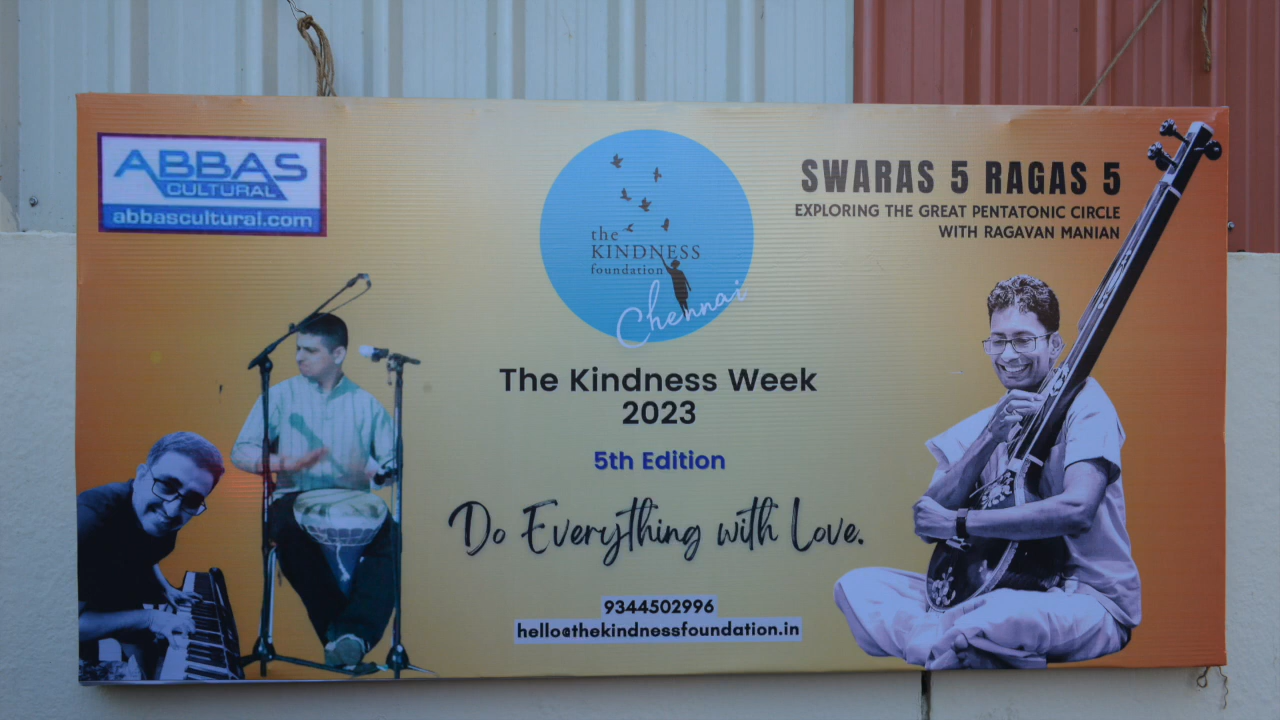 ABBAS
CULTURAL
abbascultural.com
the
KINDNESS
foundation
Chennai
SWARAS 5 RAGAS 5
EXPLORING THE GREAT PENTATONIC CIRCLE
WITH RAGAVAN MANIAN
The Kindness Week
2023
5th Edition
Do Everything with Love.
9344502996
hello@thekindnessfoundation.in